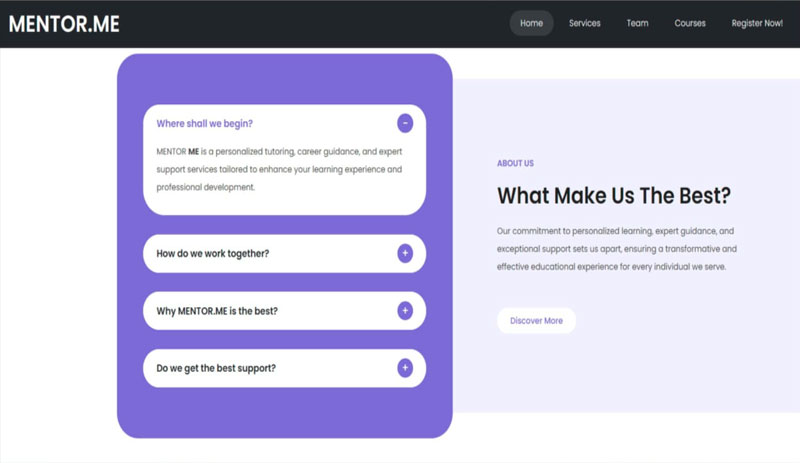 MENTOR.ME
Home Services Team Courses Register Now!
Where shall we begin?
-
MENTOR ME is a personalized tutoring, career guidance, and expert
support services tailored to enhance your learning experience and
professional development.
How do we work together?
+
Why MENTOR.ME is the best?
+
Do we get the best support?
+
ABOUT US
What Make Us The Best?
Our commitment to personalized learning, expert guidance, and
exceptional support sets us apart, ensuring a transformative and
effective educational experience for every individual we serve.
Discover More